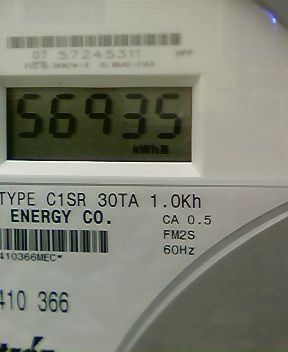 07 57245311
56935
kWh
TYPE C1SR 30TA 1.0Kh
ENERGY CO.
CA 0.5
FM2S
410366MEC*
60Hz
410 366